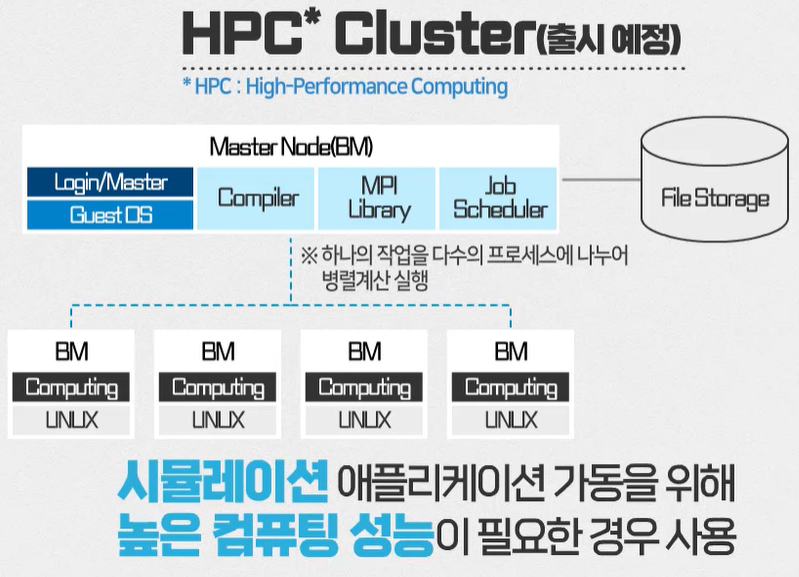 HPC* Cluster(출시 예정)
* HPC : High-Performance Computing
Master Node(BM)
Login/Master
Guest OS
Compiler
MPI
Library
Job
Scheduler
File Storage
※ 하나의 작업을 다수의 프로세스에 나누어
병렬계산 실행
BM
Computing
UNUX
BM
Computing
UNUX
BM
Computing
UNUX
BM
Computing
UNUX
시뮬레이션 애플리케이션 가동을 위해
높은 컴퓨팅 성능이 필요한 경우 사용